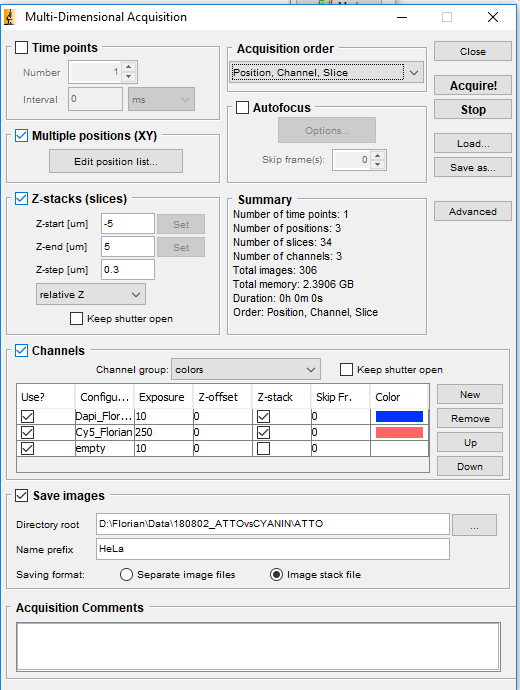 Multi-Dimensional Acquisition
Time points
Number 1
Interval 0 ms
Multiple positions (XY)
Edit position list...
Z-stacks (slices)
Z-start [um] -5 Set
Z-end [um] 5 Set
Z-step [um] 0.3
relative Z
Keep shutter open
Acquisition order
Position, Channel, Slice
Autofocus
Options...
Skip frame(s): 0
Summary
Number of time points: 1
Number of positions: 3
Number of slices: 34
Number of channels: 3
Total images: 306
Total memory: 2.3906 GB
Duration: 0h 0m 0s
Order: Position, Channel, Slice
Close
Acquire!
Stop
Load...
Save as...
Advanced
Channels
Channel group: colors Keep shutter open
Use? Configu... Exposure Z-offset Z-stack Skip Fr. Color
Dapi_Flor... 10 0 0
Cy5_Florian 250 0 0
empty 10 0 0
New
Remove
Up
Down
Save images
Directory root D:\Florian\Data\180802_ATTOvsCYANIN\ATTO ...
Name prefix HeLa
Saving format: Separate image files Image stack file
Acquisition Comments